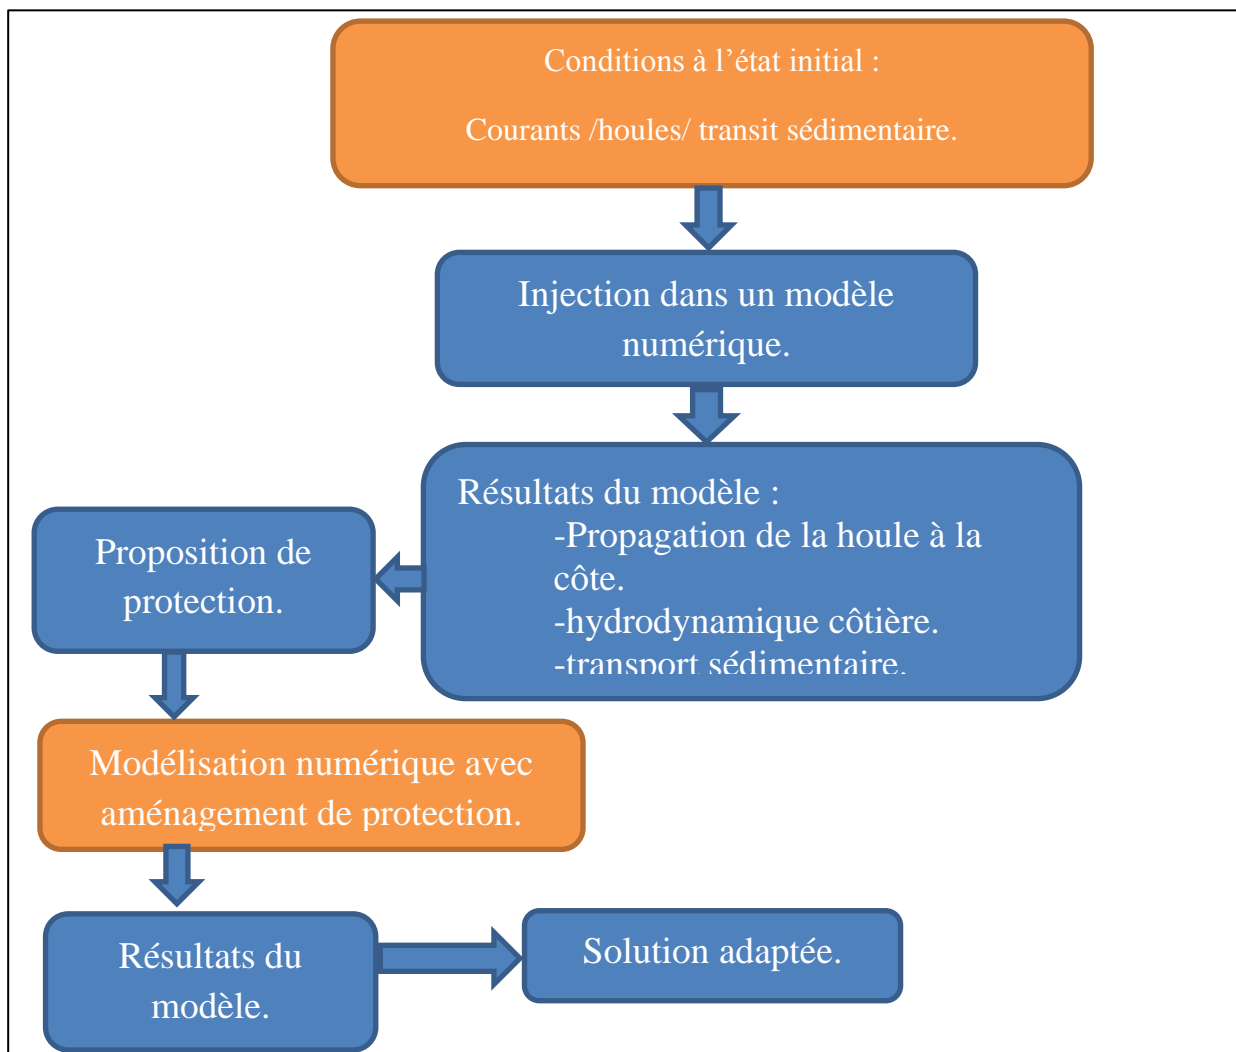 Conditions à l’état initial :
Courants /houles/ transit sédimentaire.
Injection dans un modèle
numérique.
Résultats du modèle :
-Propagation de la houle à la
côte.
-hydrodynamique côtière.
-transport sédimentaire.
Proposition de
protection.
Modélisation numérique avec
aménagement de protection.
Résultats du
modèle.
Solution adaptée.